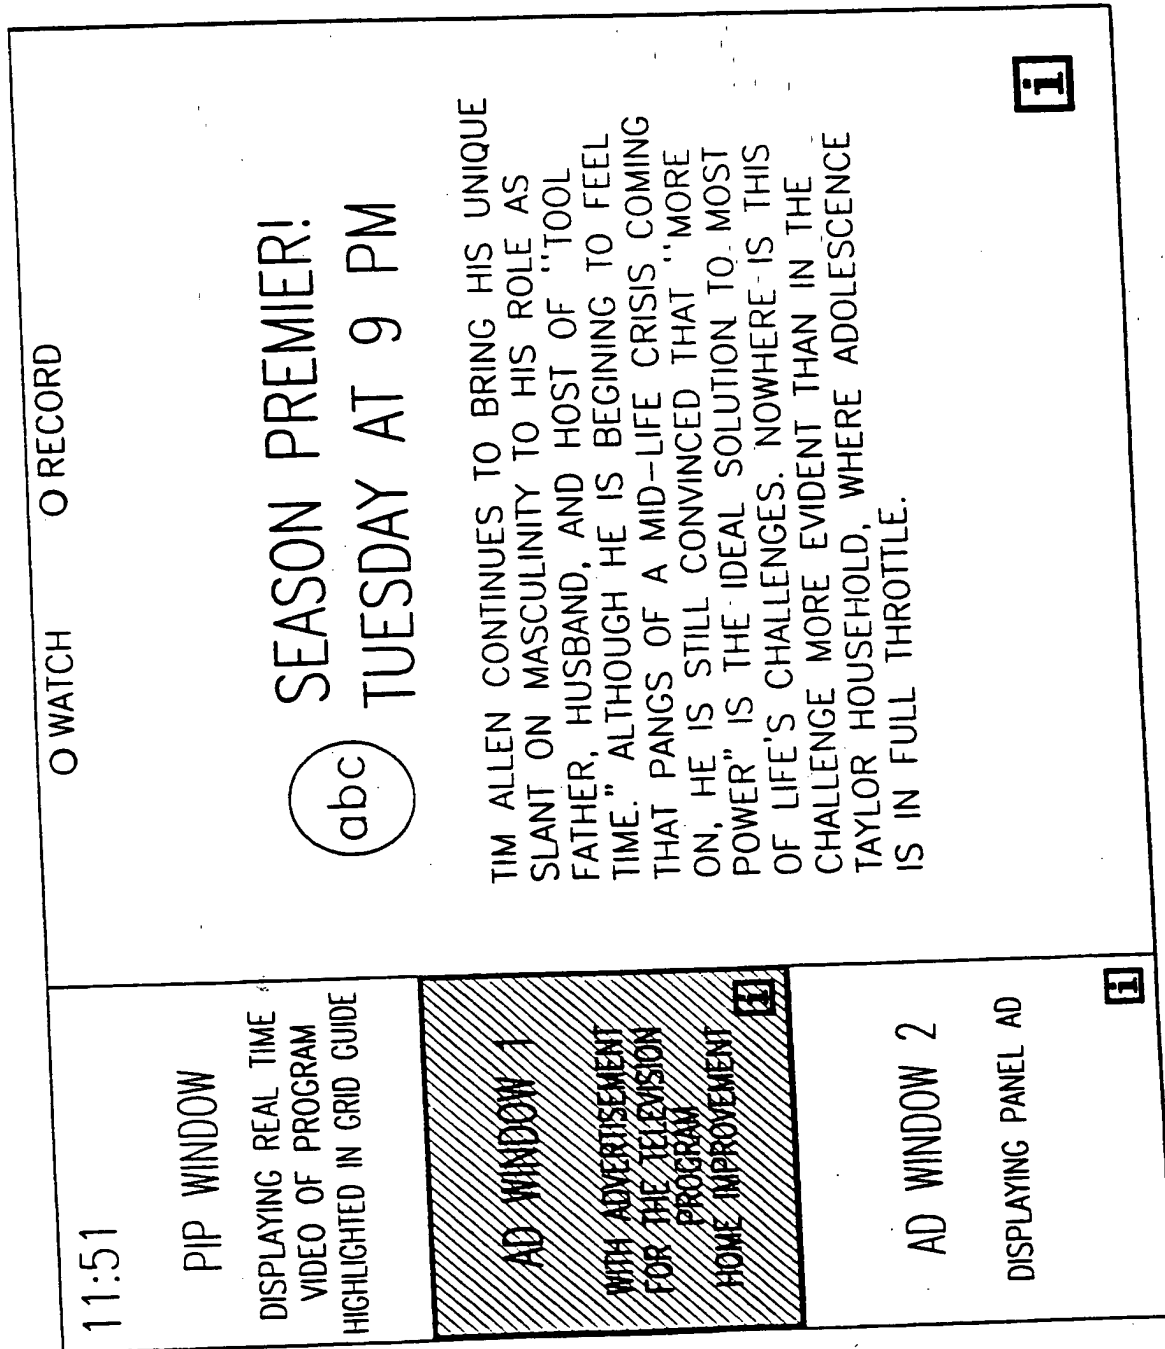 11:51
PIP WINDOW
DISPLAYING REAL TIME
VIDEO OF PROGRAM
HIGHLIGHTED IN GRID GUIDE
AD WINDOW 1
WITH ADVERTISEMENT
FOR THE TELEVISION
PROGRAM
HOME IMPROVEMENT
i
AD WINDOW 2
DISPLAYING PANEL AD
i
O WATCH O RECORD
abc
SEASON PREMIER!
TUESDAY AT 9 PM
TIM ALLEN CONTINUES TO BRING HIS UNIQUE
SLANT ON MASCULINITY TO HIS ROLE AS
FATHER, HUSBAND, AND HOST OF "TOOL
TIME." ALTHOUGH HE IS BEGINING TO FEEL
THAT PANGS OF A MID-LIFE CRISIS COMING
ON, HE IS STILL CONVINCED THAT "MORE
POWER" IS THE IDEAL SOLUTION TO MOST
OF LIFE'S CHALLENGES. NOWHERE IS THIS
CHALLENGE MORE EVIDENT THAN IN THE
TAYLOR HOUSEHOLD, WHERE ADOLESCENCE
IS IN FULL THROTTLE.
i